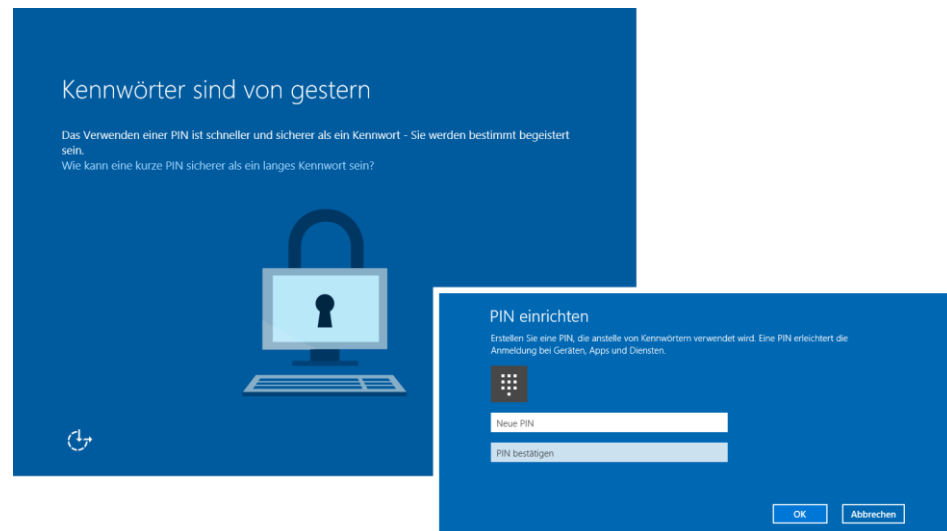 Kennwörter sind von gestern
Das Verwenden einer PIN ist schneller und sicherer als ein Kennwort - Sie werden bestimmt begeistert
sein.
Wie kann eine kurze PIN sicherer als ein langes Kennwort sein?
PIN einrichten
Erstellen Sie eine PIN, die anstelle von Kennwörtern verwendet wird. Eine PIN erleichtert die
Anmeldung bei Geräten, Apps und Diensten.
Neue PIN
PIN bestätigen
OK
Abbrechen